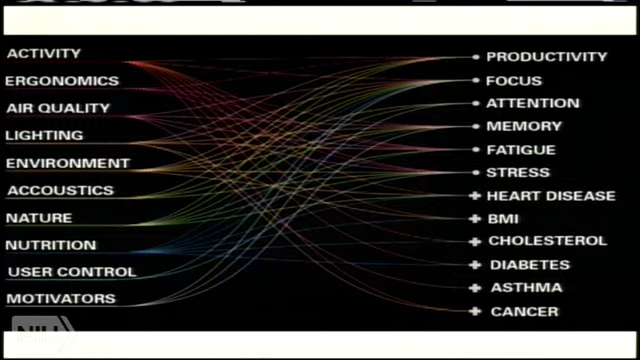 ACTIVITY
ERGONOMICS
AIR QUALITY
LIGHTING
ENVIRONMENT
ACCOUSTICS
NATURE
NUTRITION
USER CONTROL
MOTIVATORS
PRODUCTIVITY
FOCUS
ATTENTION
MEMORY
FATIGUE
STRESS
HEART DISEASE
BMI
CHOLESTEROL
DIABETES
ASTHMA
CANCER
NIH